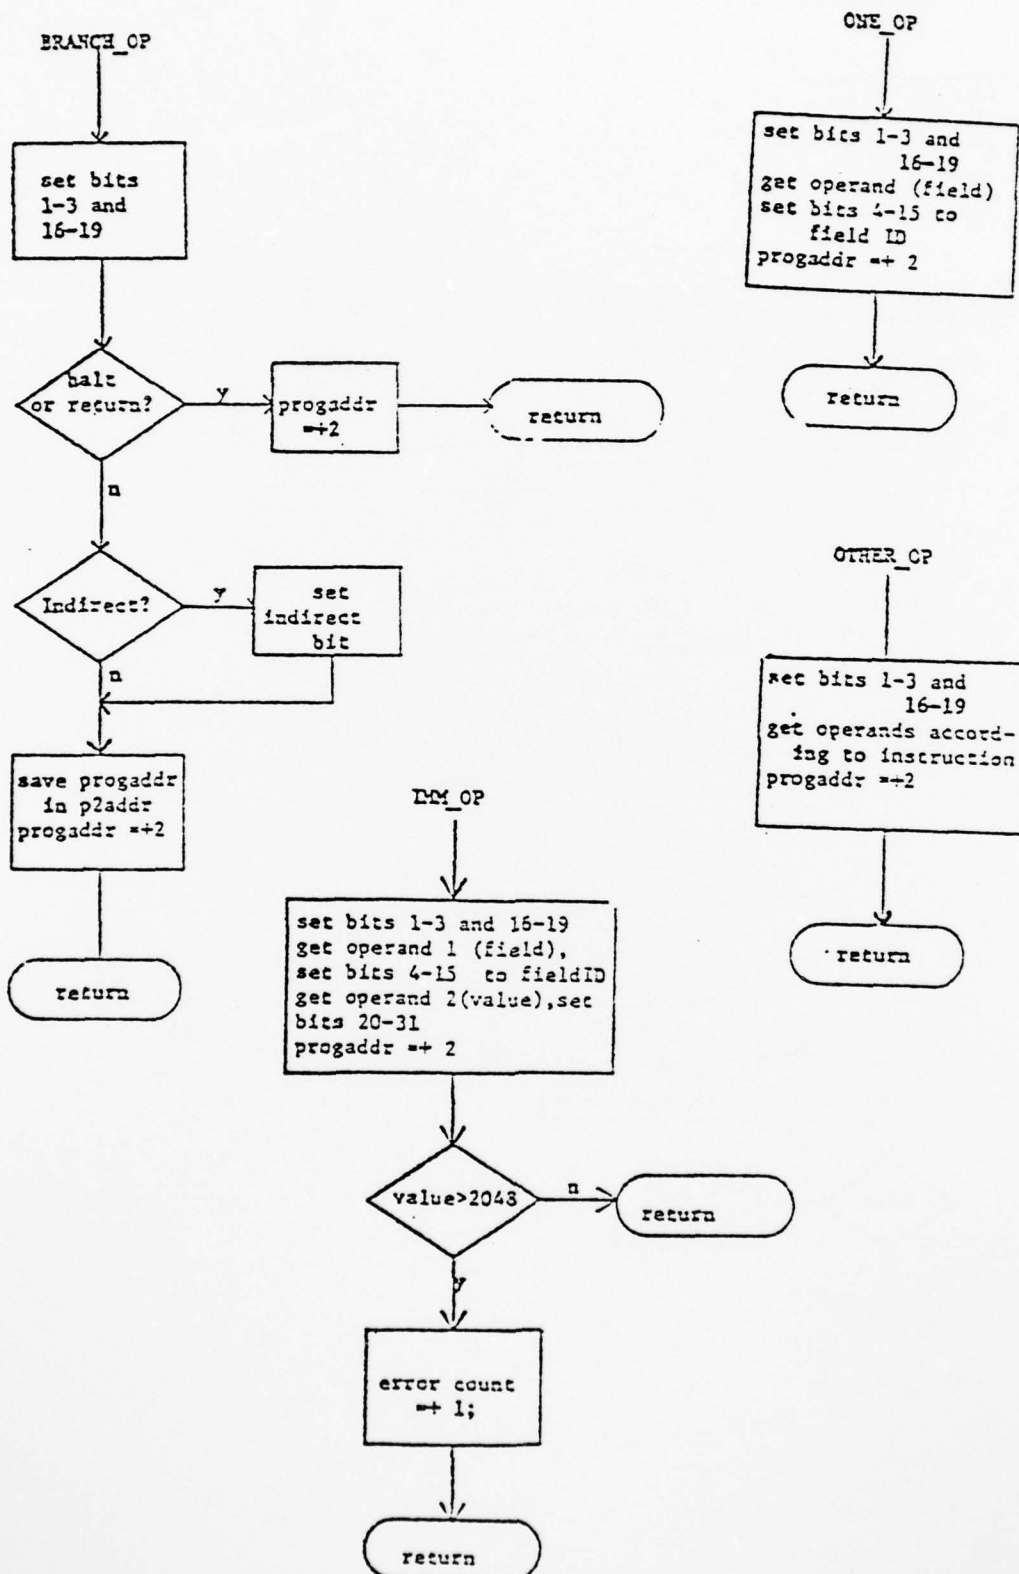 BRANCH_OP
set bits
1-3 and
16-19
halt
or return?
y
progaddr
=+2
return
n
Indirect?
y
set
indirect
bit
n
save progaddr
in p2addr
progaddr =+2
return
ONE_OP
set bits 1-3 and
16-19
get operand (field)
set bits 4-15 to
field ID
progaddr =+ 2
return
OTHER_OP
set bits 1-3 and
16-19
get operands accord-
ing to instruction
progaddr =+2
return
IMM_OP
set bits 1-3 and 16-19
get operand 1 (field),
set bits 4-15 to fieldID
get operand 2(value),set
bits 20-31
progaddr =+ 2
value>2048
n
return
y
error count
=+ 1;
return